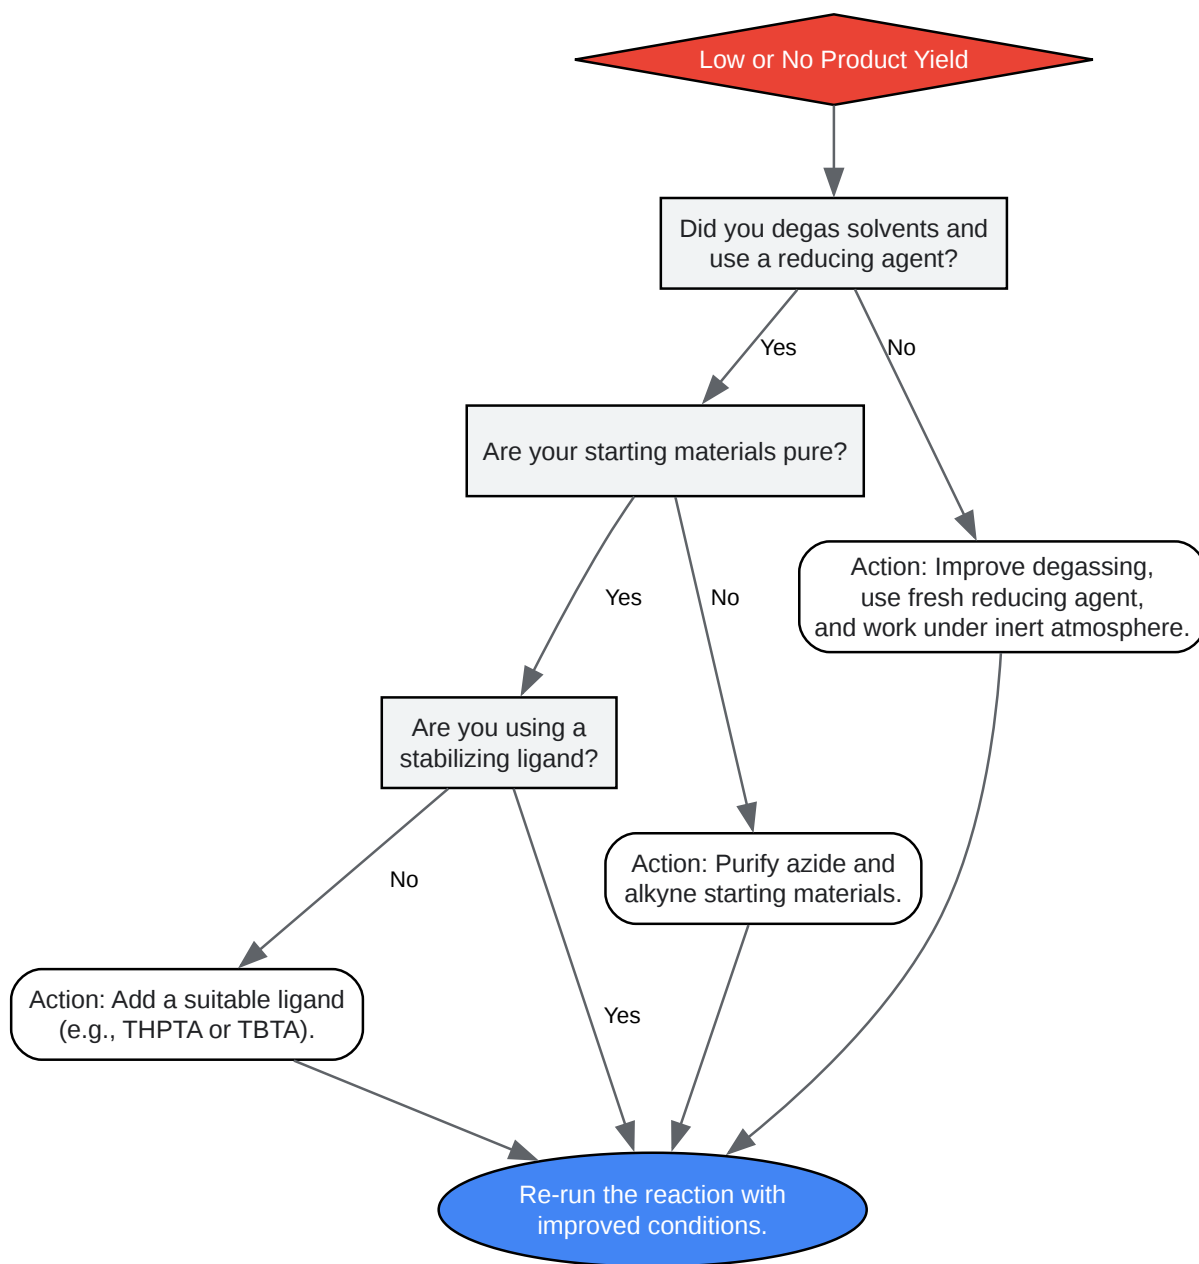 Low or No Product Yield
Did you degas solvents and
use a reducing agent?
Yes
No
Are your starting materials pure?
Action: Improve degassing,
use fresh reducing agent,
and work under inert atmosphere.
Yes
No
Are you using a
stabilizing ligand?
Action: Purify azide and
alkyne starting materials.
No
Action: Add a suitable ligand
(e.g., THPTA or TBTA).
Yes
Re-run the reaction with
improved conditions.